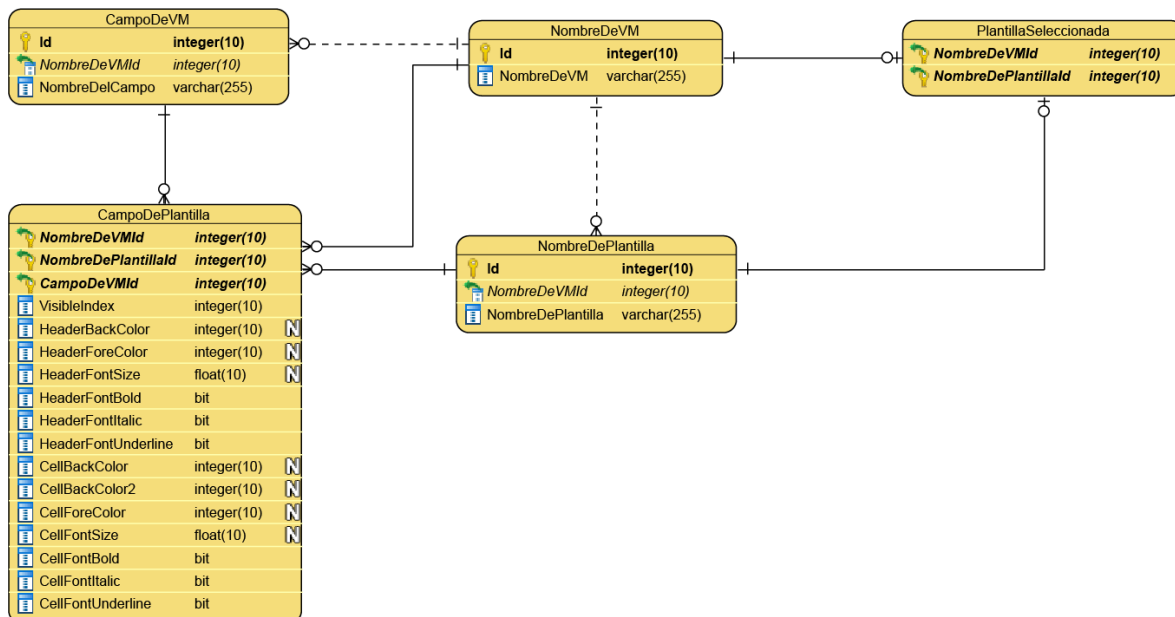 CampoDeVM
Id integer(10)
NombreDeVMId integer(10)
NombreDelCampo varchar(255)
NombreDeVM
Id integer(10)
NombreDeVM varchar(255)
PlantillaSeleccionada
NombreDeVMId integer(10)
NombreDePlantillaId integer(10)
CampoDePlantilla
NombreDeVMId integer(10)
NombreDePlantillaId integer(10)
CampoDeVMId integer(10)
VisibleIndex integer(10)
HeaderBackColor integer(10) N
HeaderForeColor integer(10) N
HeaderFontSize float(10) N
HeaderFontBold bit
HeaderFontItalic bit
HeaderFontUnderline bit
CellBackColor integer(10) N
CellBackColor2 integer(10) N
CellForeColor integer(10) N
CellFontSize float(10) N
CellFontBold bit
CellFontItalic bit
CellFontUnderline bit
NombreDePlantilla
Id integer(10)
NombreDeVMId integer(10)
NombreDePlantilla varchar(255)